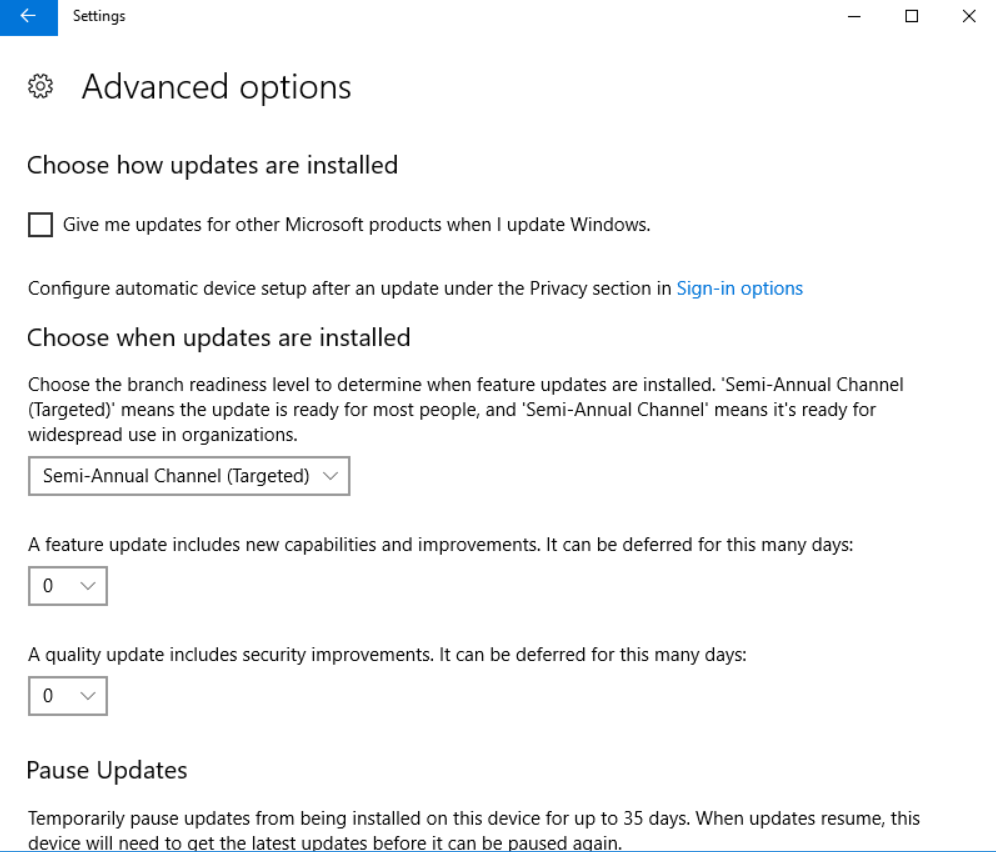 Settings
Advanced options
Choose how updates are installed
Give me updates for other Microsoft products when I update Windows.
Configure automatic device setup after an update under the Privacy section in Sign-in options
Choose when updates are installed
Choose the branch readiness level to determine when feature updates are installed. 'Semi-Annual Channel
(Targeted)' means the update is ready for most people, and 'Semi-Annual Channel' means it's ready for
widespread use in organizations.
Semi-Annual Channel (Targeted)
A feature update includes new capabilities and improvements. It can be deferred for this many days:
0
A quality update includes security improvements. It can be deferred for this many days:
0
Pause Updates
Temporarily pause updates from being installed on this device for up to 35 days. When updates resume, this
device will need to get the latest updates before it can be paused again.